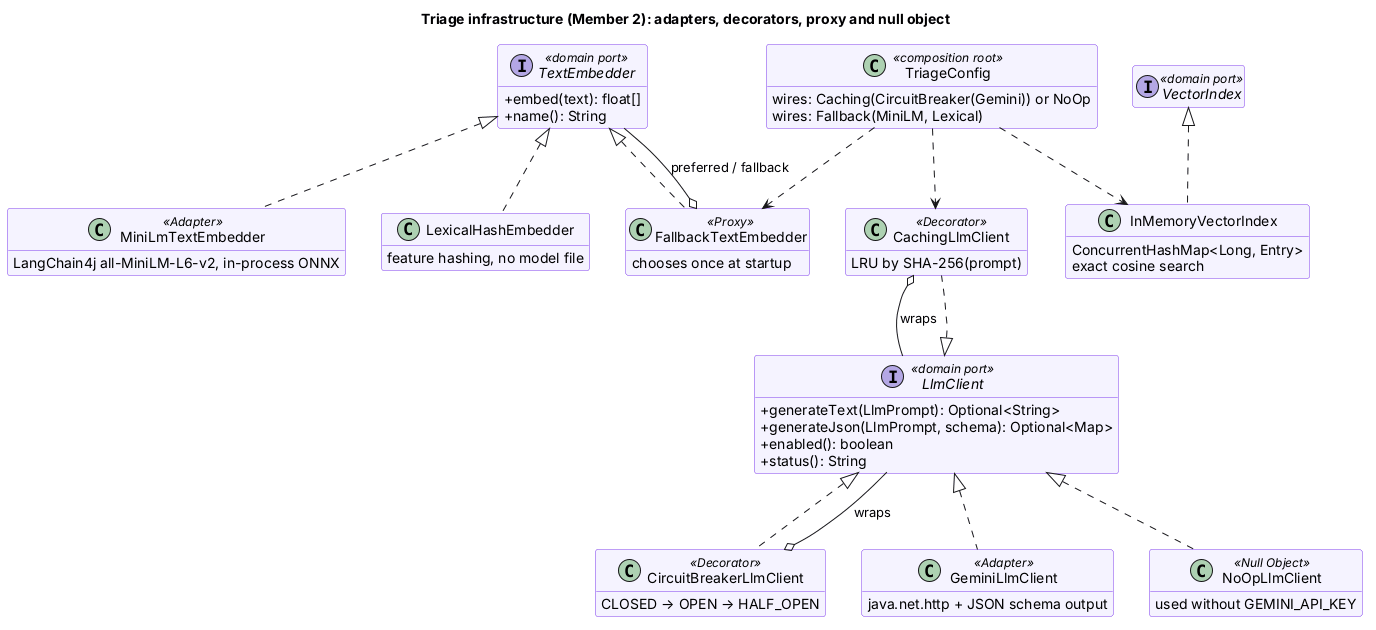 Triage infrastructure (Member 2): adapters, decorators, proxy and null object
I
«domain port»
TextEmbedder
+embed(text): float[]
+name(): String
C
«composition root»
TriageConfig
wires: Caching(CircuitBreaker(Gemini)) or NoOp
wires: Fallback(MiniLM, Lexical)
I
«domain port»
VectorIndex
preferred / fallback
C
«Adapter»
MiniLmTextEmbedder
LangChain4j all-MiniLM-L6-v2, in-process ONNX
C
LexicalHashEmbedder
feature hashing, no model file
C
«Proxy»
FallbackTextEmbedder
chooses once at startup
C
«Decorator»
CachingLlmClient
LRU by SHA-256(prompt)
C
InMemoryVectorIndex
ConcurrentHashMap<Long, Entry>
exact cosine search
wraps
I
«domain port»
LlmClient
+generateText(LlmPrompt): Optional<String>
+generateJson(LlmPrompt, schema): Optional<Map>
+enabled(): boolean
+status(): String
wraps
C
«Decorator»
CircuitBreakerLlmClient
CLOSED → OPEN → HALF_OPEN
C
«Adapter»
GeminiLlmClient
java.net.http + JSON schema output
C
«Null Object»
NoOpLlmClient
used without GEMINI_API_KEY